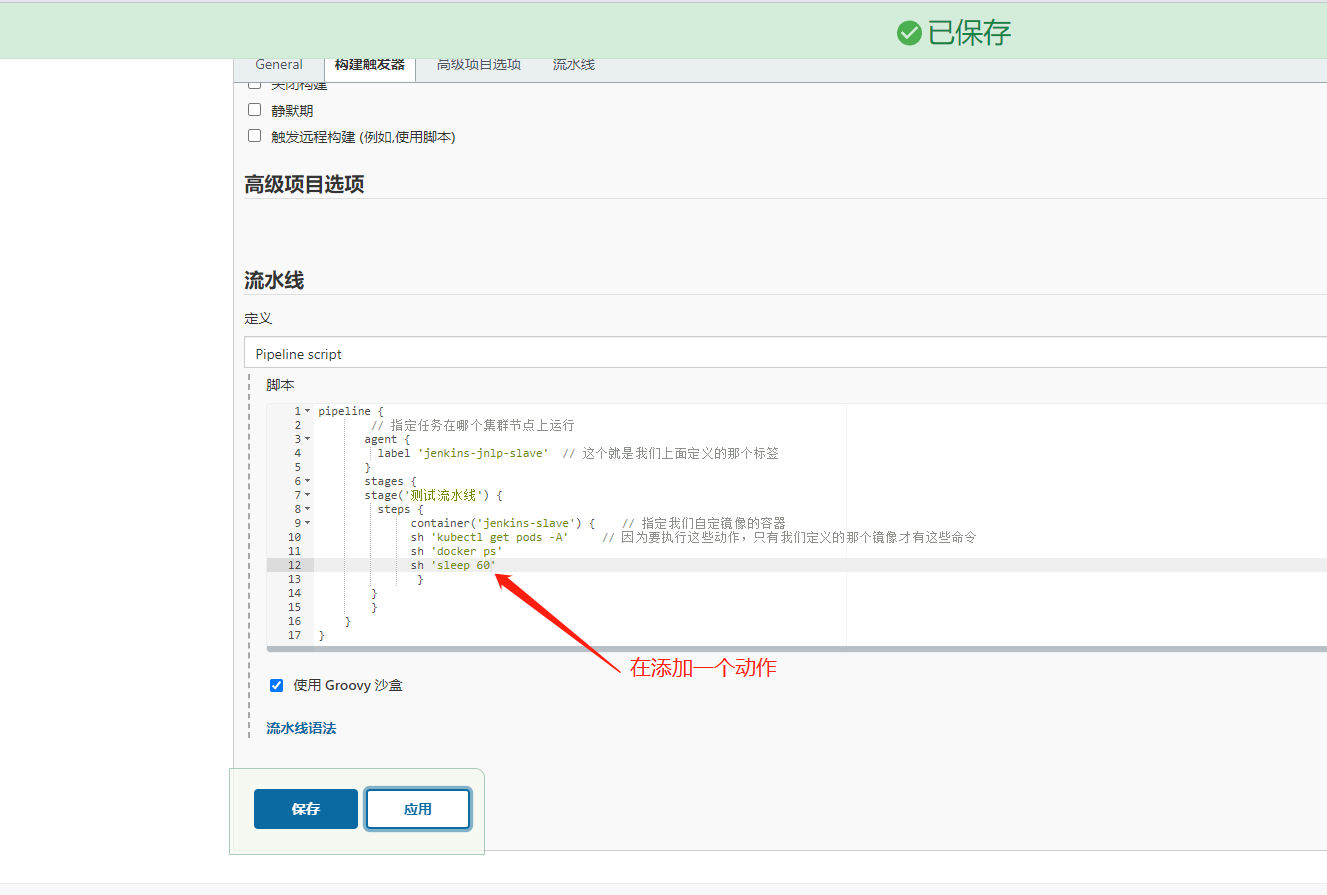 已保存
General 构建触发器 高级项目选项 流水线
关闭构建
静默期
触发远程构建 (例如,使用脚本)
高级项目选项
流水线
定义
Pipeline script
脚本
1 pipeline {
2 // 指定任务在哪个集群节点上运行
3 agent {
4 label 'jenkins-jnlp-slave' // 这个就是我们上面定义的那个标签
5 }
6 stages {
7 stage('测试流水线') {
8 steps {
9 container('jenkins-slave') { // 指定我们自定镜像的容器
10 sh 'kubectl get pods -A' // 因为要执行这些动作，只有我们定义的那个镜像才有这些命令
11 sh 'docker ps'
12 sh 'sleep 60'
13 }
14 }
15 }
16 }
17 }
在添加一个动作
使用 Groovy 沙盒
流水线语法
保存 应用